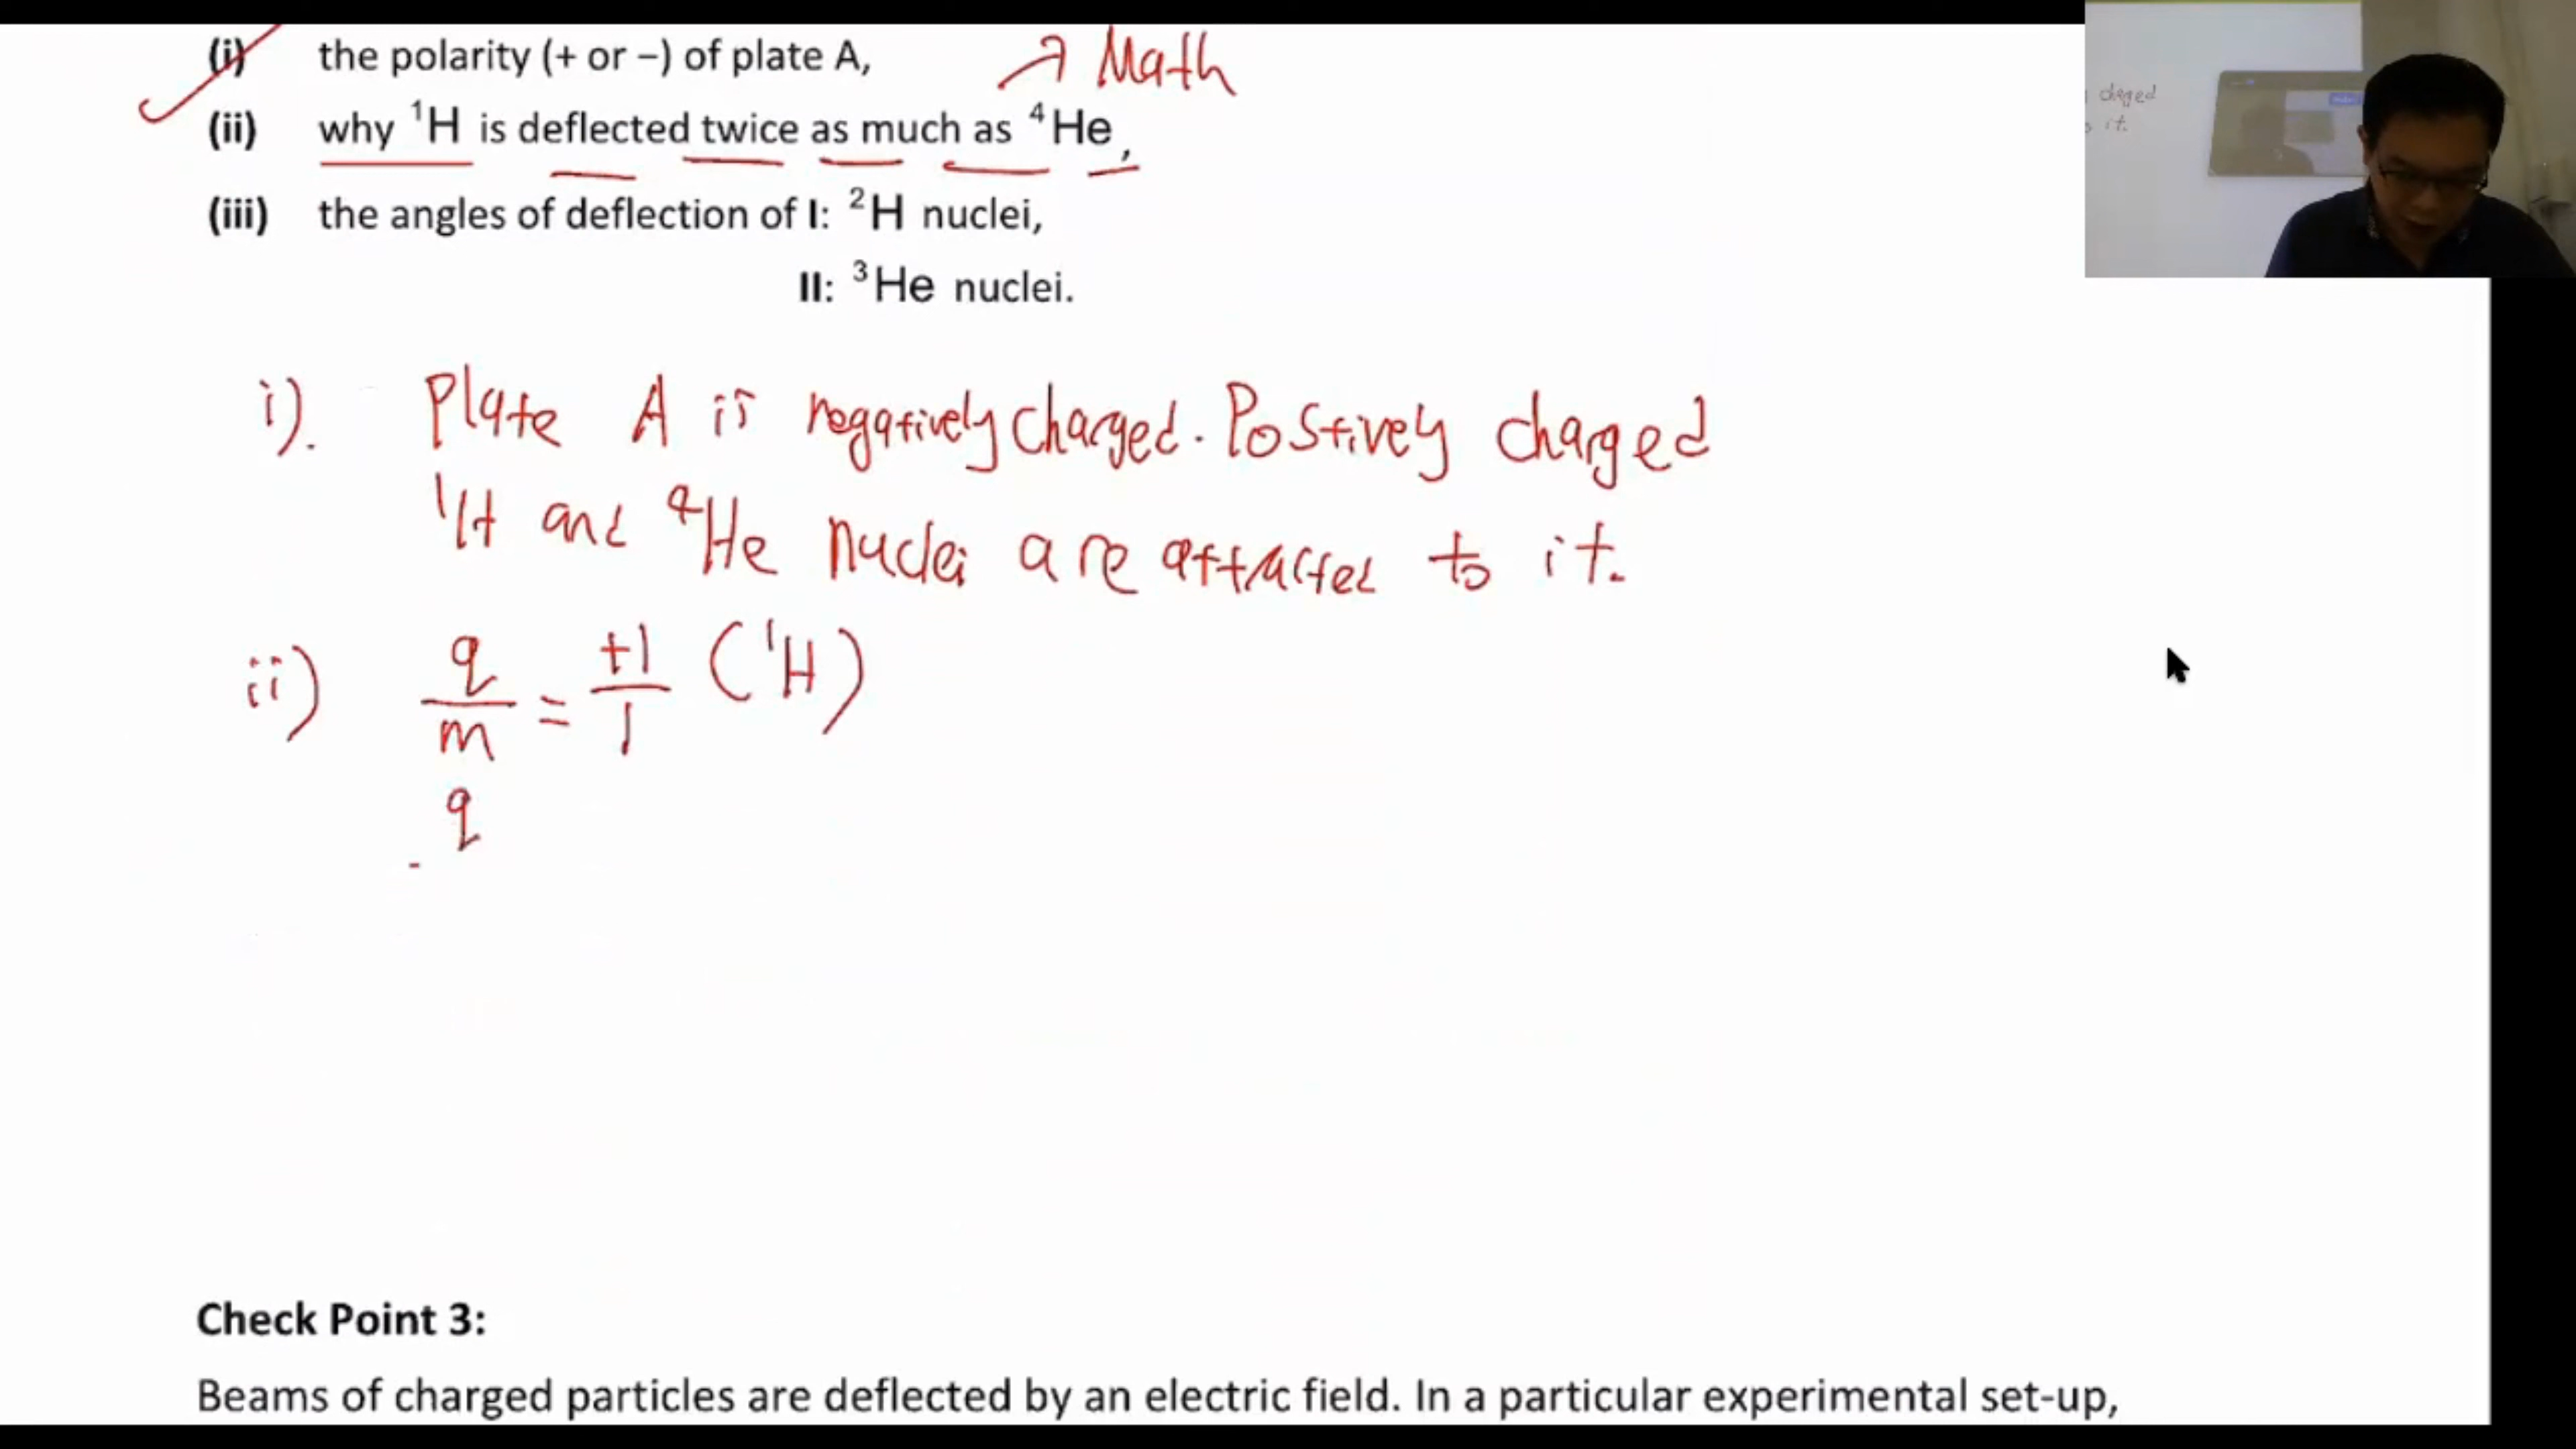 (i) the polarity (+ or −) of plate A,
↗ Math
(ii) why ¹H is deflected twice as much as ⁴He,
(iii) the angles of deflection of I: ²H nuclei,
II: ³He nuclei.
i). Plate A is negatively charged. Postively charged
¹H and ⁴He nuclei are attracted to it.
ii) q/m = +1/1 (¹H)
q
Check Point 3:
Beams of charged particles are deflected by an electric field. In a particular experimental set-up,
charged
it.